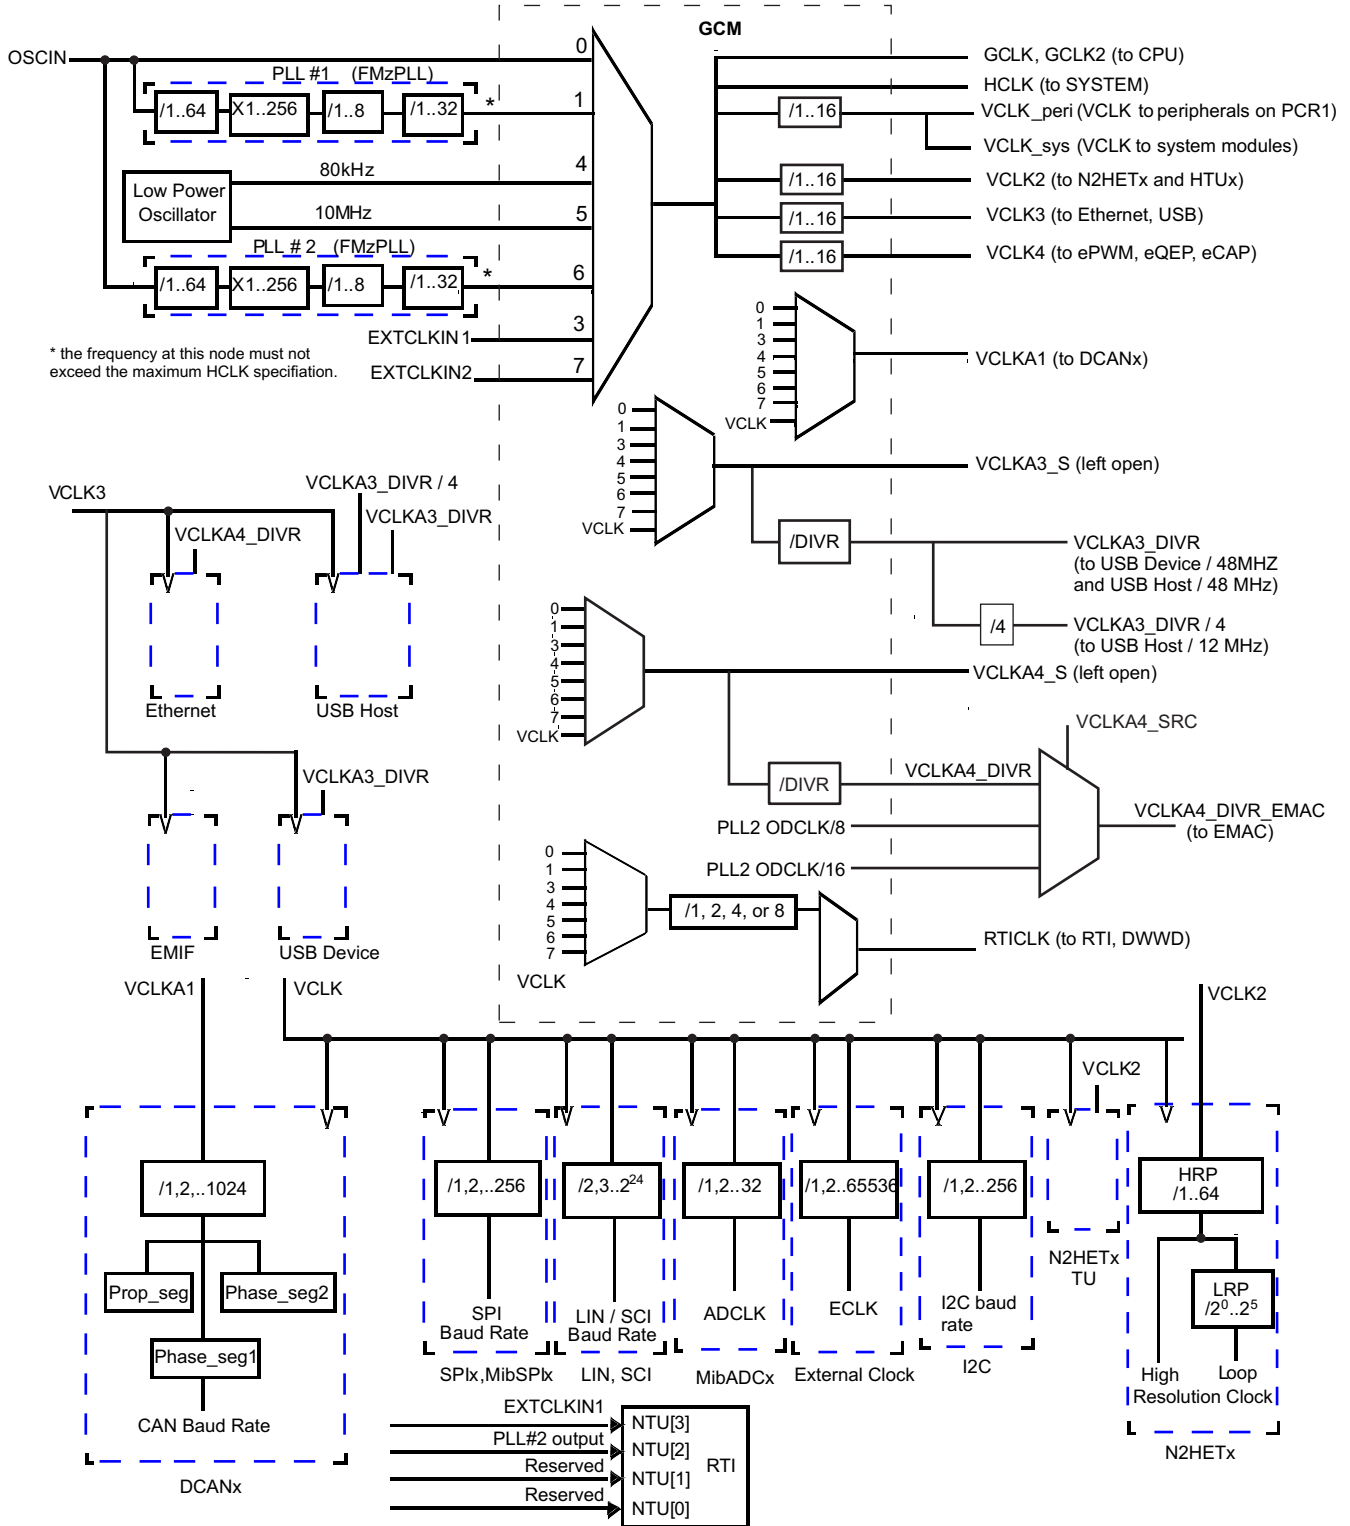 GCM
OSCIN
0
PLL #1 (FMzPLL)
/1..64
X1..256
/1..8
/1..32
*
1
80kHz
4
Low Power
Oscillator
10MHz
5
PLL # 2 (FMzPLL)
/1..64
X1..256
/1..8
/1..32
*
6
EXTCLKIN1
3
EXTCLKIN2
7
* the frequency at this node must not
exceed the maximum HCLK specifiation.
GCLK, GCLK2 (to CPU)
HCLK (to SYSTEM)
/1..16
VCLK_peri (VCLK to peripherals on PCR1)
VCLK_sys (VCLK to system modules)
/1..16
VCLK2 (to N2HETx and HTUx)
/1..16
VCLK3 (to Ethernet, USB)
/1..16
VCLK4 (to ePWM, eQEP, eCAP)
0
1
3
4
5
6
7
VCLK
VCLKA1 (to DCANx)
0
1
3
4
5
6
7
VCLK
VCLKA3_S (left open)
/DIVR
VCLKA3_DIVR
(to USB Device / 48MHZ
and USB Host / 48 MHz)
/4
VCLKA3_DIVR / 4
(to USB Host / 12 MHz)
0
1
3
4
5
6
7
VCLK
VCLKA4_S (left open)
VCLKA4_SRC
/DIVR
VCLKA4_DIVR
PLL2 ODCLK/8
PLL2 ODCLK/16
VCLKA4_DIVR_EMAC
(to EMAC)
0
1
3
4
5
6
7
VCLK
/1, 2, 4, or 8
RTICLK (to RTI, DWWD)
VCLK3
VCLKA3_DIVR / 4
VCLKA3_DIVR
VCLKA4_DIVR
Ethernet
USB Host
VCLKA3_DIVR
EMIF
USB Device
VCLKA1
VCLK
VCLK2
VCLK2
/1,2,..1024
Prop_seg
Phase_seg2
Phase_seg1
CAN Baud Rate
DCANx
/1,2,..256
SPI
Baud Rate
SPIx,MibSPIx
/2,3..2^24
LIN / SCI
Baud Rate
LIN, SCI
/1,2..32
ADCLK
MibADCx
/1,2..65536
ECLK
External Clock
/1,2..256
I2C baud
rate
I2C
N2HETx
TU
HRP
/1..64
LRP
/2^0..2^5
High
Loop
Resolution Clock
N2HETx
EXTCLKIN1
NTU[3]
PLL#2 output
NTU[2]
Reserved
NTU[1]
Reserved
NTU[0]
RTI